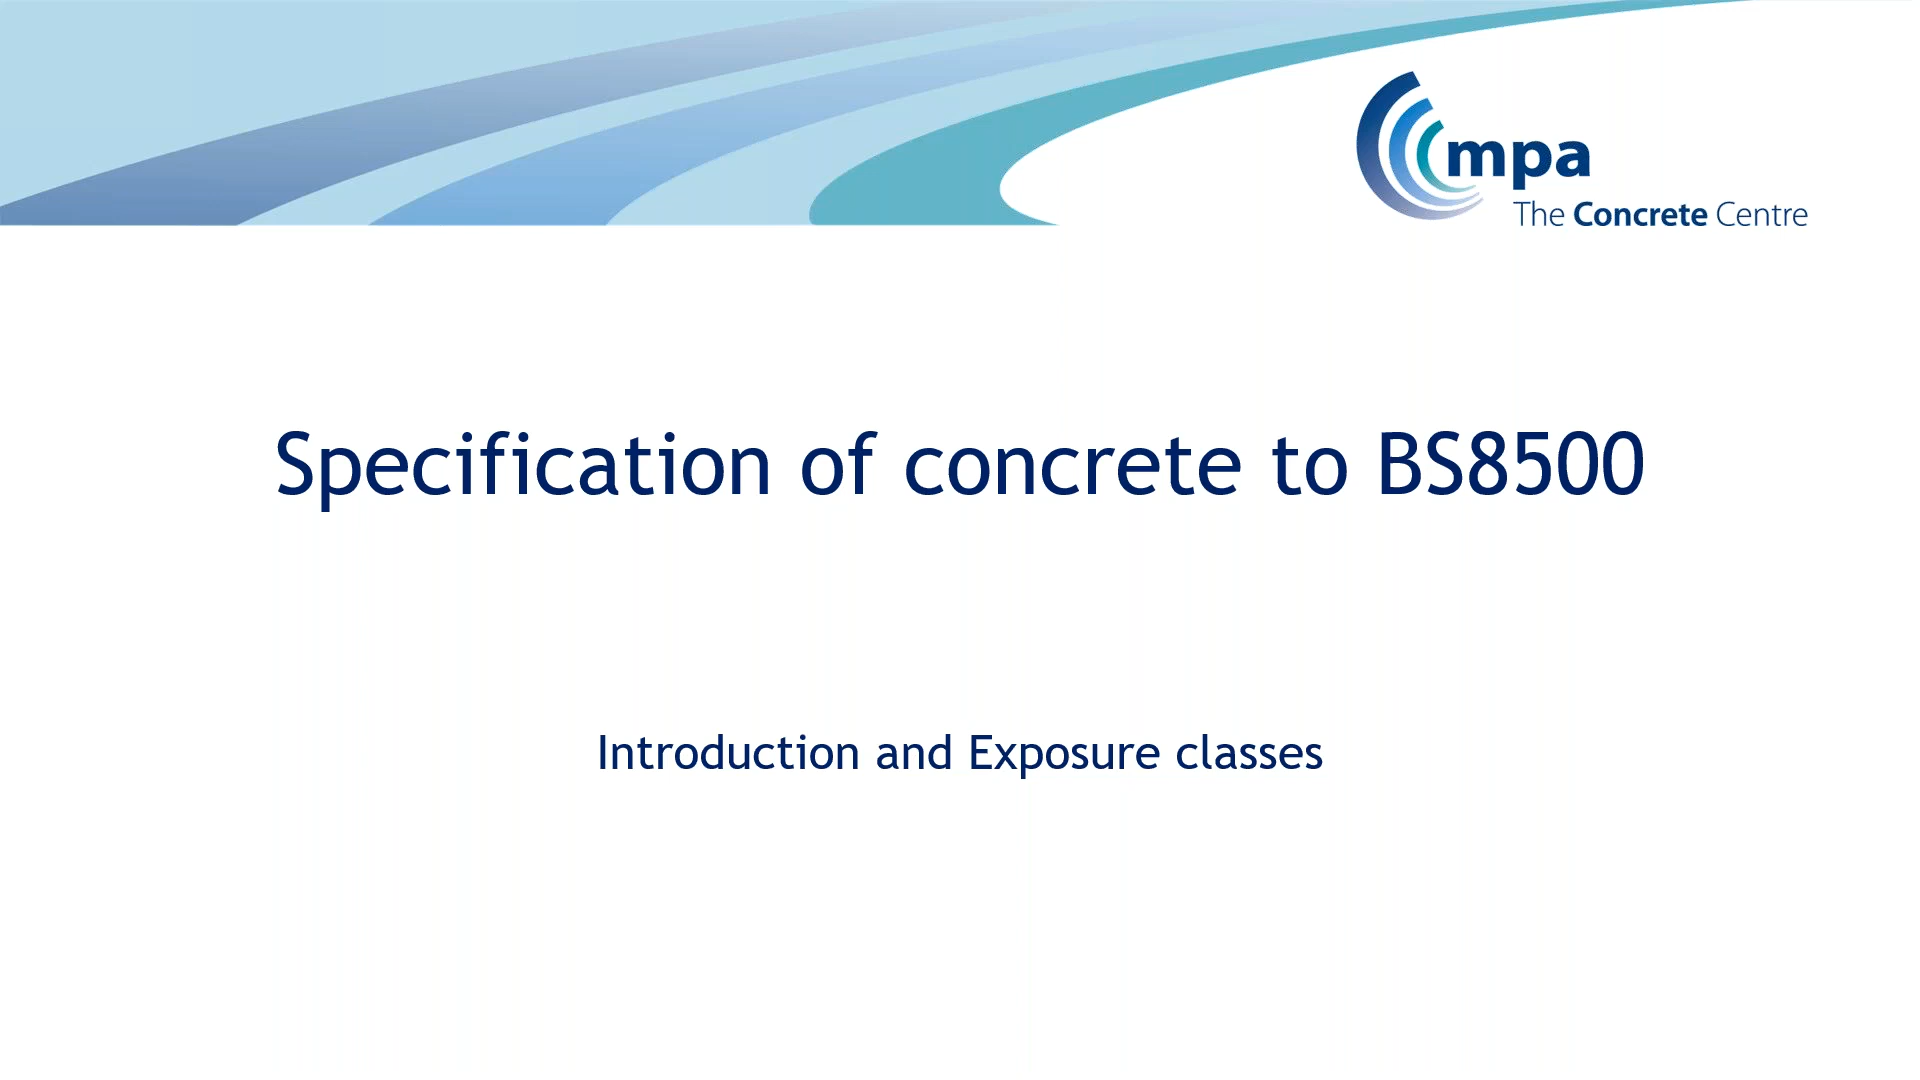 mpa
The Concrete Centre
Specification of concrete to BS8500
Introduction and Exposure classes